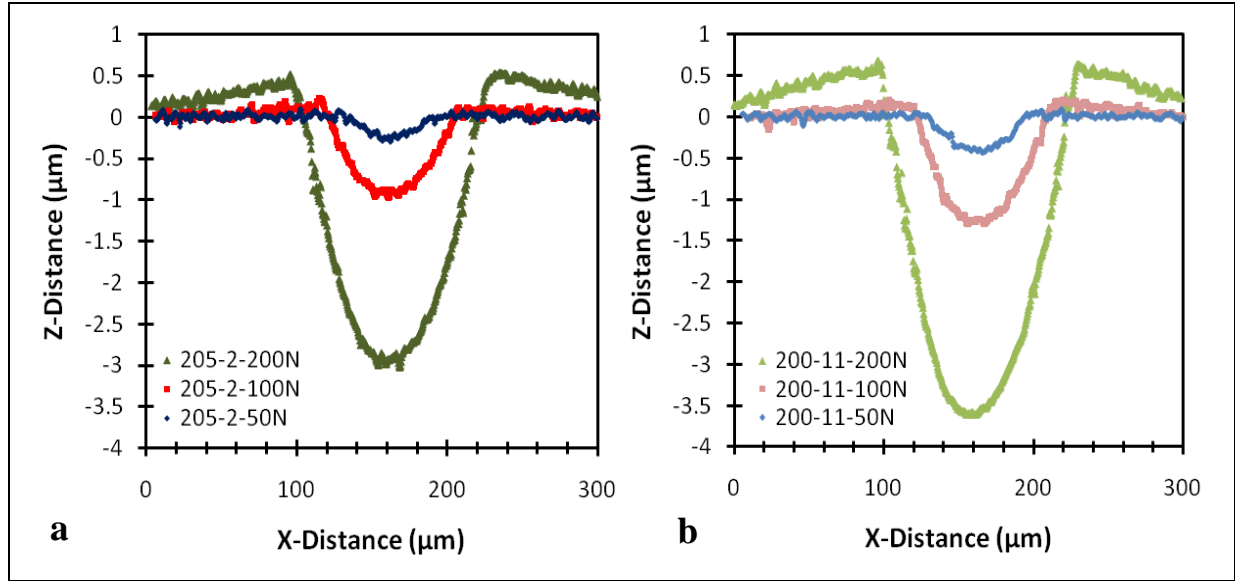 1
0.5
0
-0.5
-1
-1.5
-2
-2.5
-3
-3.5
-4
Z-Distance (μm)
205-2-200N
205-2-100N
205-2-50N
0
100
200
300
X-Distance (μm)
a
1
0.5
0
-0.5
-1
-1.5
-2
-2.5
-3
-3.5
-4
Z-Distance (μm)
200-11-200N
200-11-100N
200-11-50N
0
100
200
300
X-Distance (μm)
b